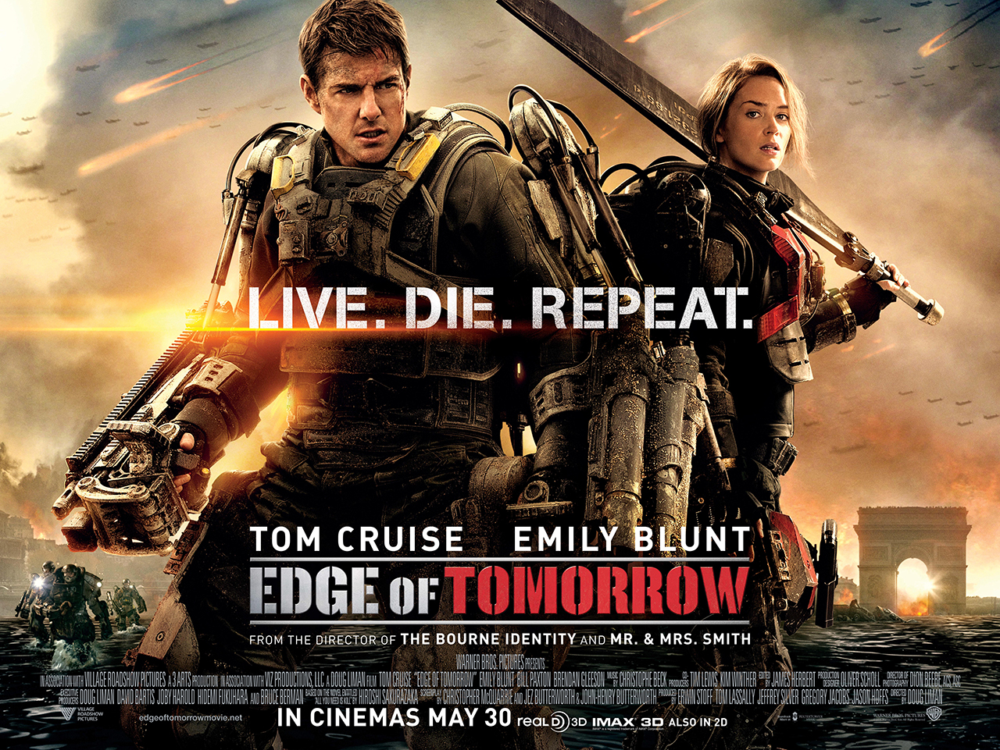 LIVE. DIE. REPEAT.
TOM CRUISE EMILY BLUNT
EDGE OF TOMORROW
FROM THE DIRECTOR OF THE BOURNE IDENTITY AND MR. & MRS. SMITH
WARNER BROS. PICTURES PRESENTS
IN ASSOCIATION WITH VILLAGE ROADSHOW PICTURES A 3 ARTS PRODUCTION IN ASSOCIATION WITH VIZ PRODUCTIONS, LLC A DOUG LIMAN FILM TOM CRUISE "EDGE OF TOMORROW" EMILY BLUNT BILL PAXTON BRENDAN GLEESON MUSIC BY CHRISTOPHE BECK CO-PRODUCERS TIM LEWIS KIM WINTHER EDITED BY JAMES HERBERT PRODUCTION DESIGNER OLIVER SCHOLL DIRECTOR OF PHOTOGRAPHY DION BEEBE, ACS, ASC
EXECUTIVE PRODUCERS DOUG LIMAN DAVID BARTIS JOBY HAROLD HIDEMI FUKUHARA AND BRUCE BERMAN BASED ON THE NOVEL ENTITLED "ALL YOU NEED IS KILL" BY HIROSHI SAKURAZAKA SCREENPLAY BY CHRISTOPHER McQUARRIE AND JEZ BUTTERWORTH & JOHN-HENRY BUTTERWORTH PRODUCED BY ERWIN STOFF TOM LASSALLY JEFFREY SILVER GREGORY JACOBS JASON HOFFS DIRECTED BY DOUG LIMAN
VILLAGE ROADSHOW PICTURES
edgeoftomorrowmovie.net
IN CINEMAS MAY 30 REAL D 3D IMAX 3D ALSO IN 2D
WARNER BROS. PICTURES